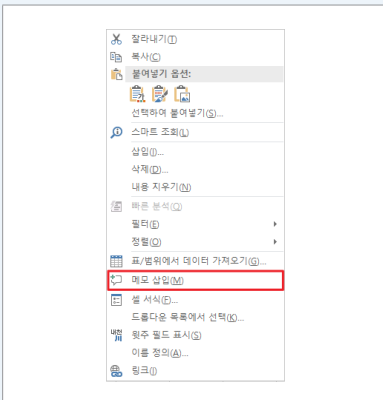 잘라내기(T)
복사(C)
붙여넣기 옵션:
선택하여 붙여넣기(S)...
스마트 조회(L)
삽입(I)...
삭제(D)...
내용 지우기(N)
빠른 분석(Q)
필터(E)
정렬(O)
표/범위에서 데이터 가져오기(G)...
메모 삽입(M)
셀 서식(F)...
드롭다운 목록에서 선택(K)...
윗주 필드 표시(S)
이름 정의(A)...
링크(I)